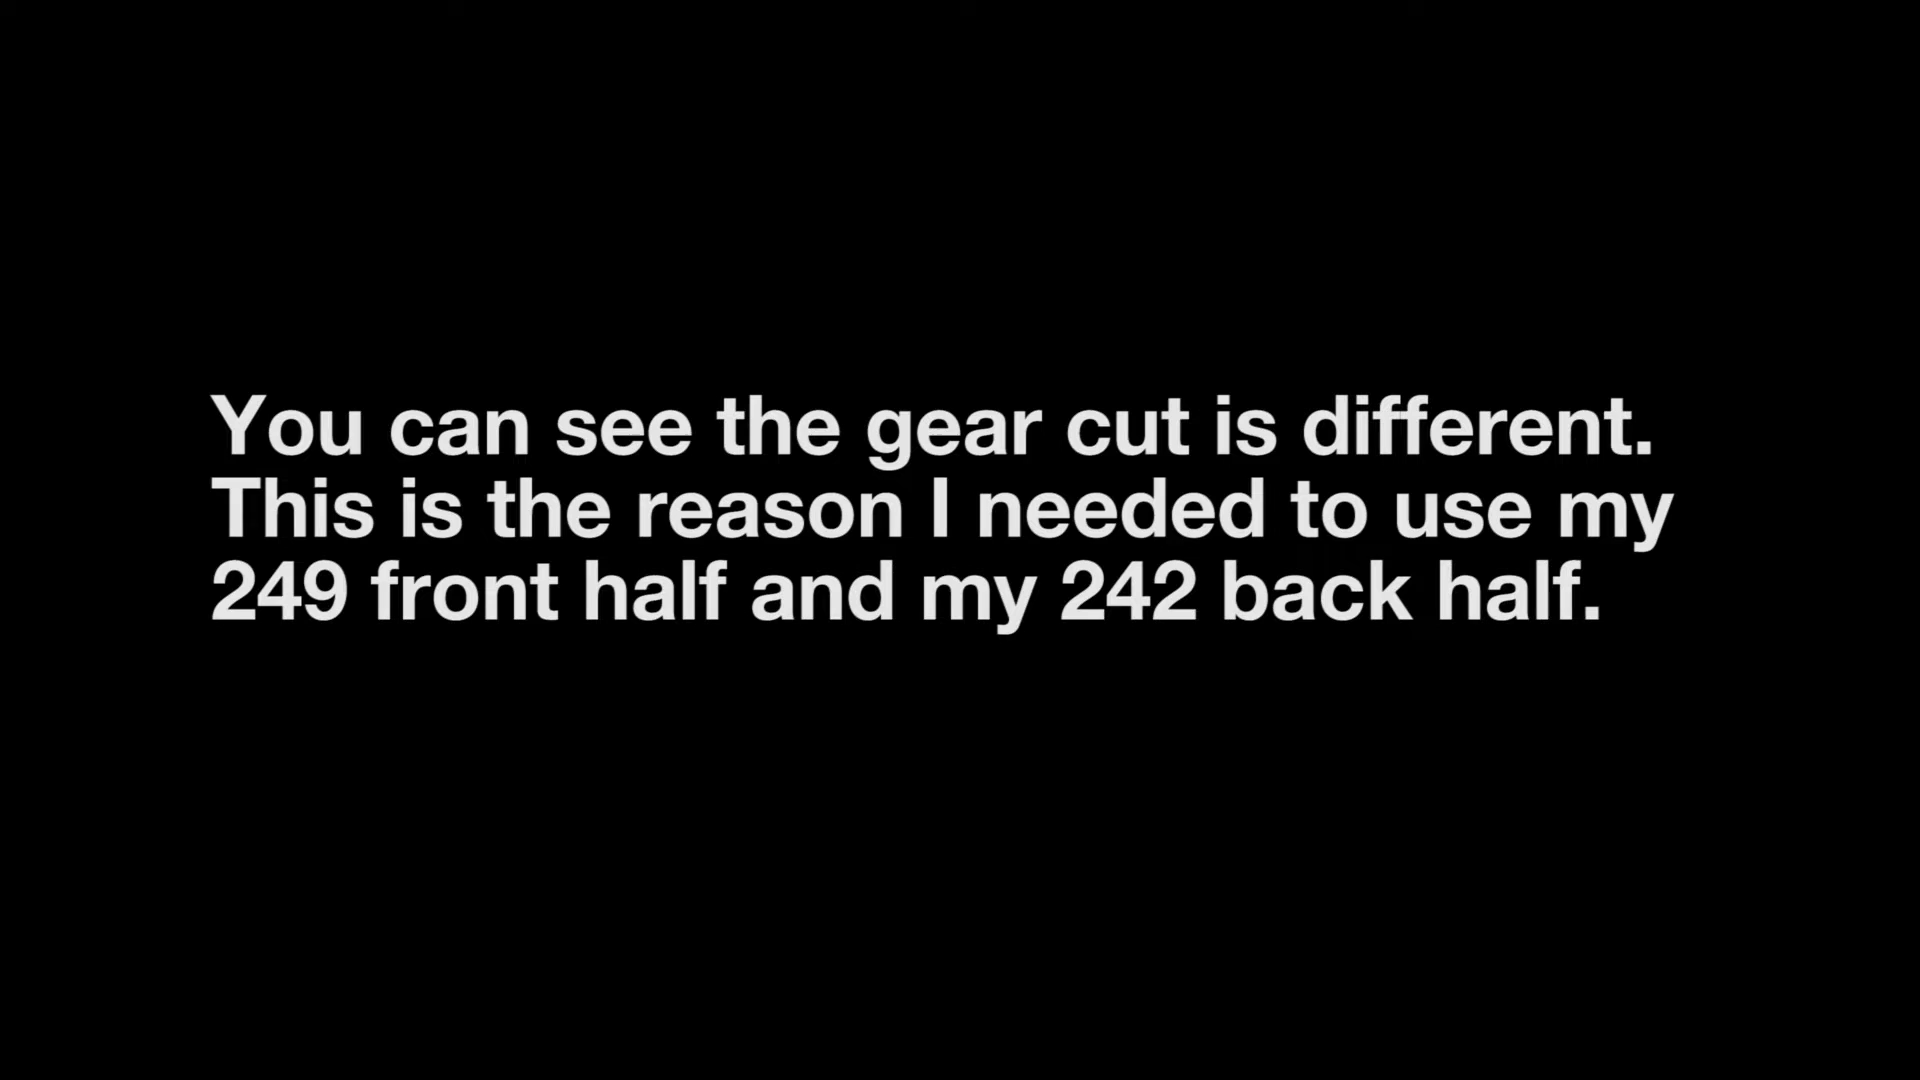 You can see the gear cut is different.
This is the reason I needed to use my
249 front half and my 242 back half.